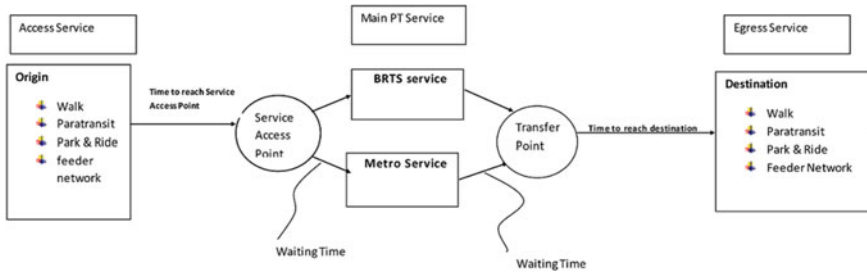 Access Service
Main PT Service
Egress Service
Origin
Walk
Paratransit
Park & Ride
feeder
network
Time to reach Service
Access Point
Service
Access
Point
BRTS service
Metro Service
Waiting Time
Transfer
Point
Waiting Time
Time to reach destination
Destination
Walk
Paratransit
Park & Ride
Feeder Network